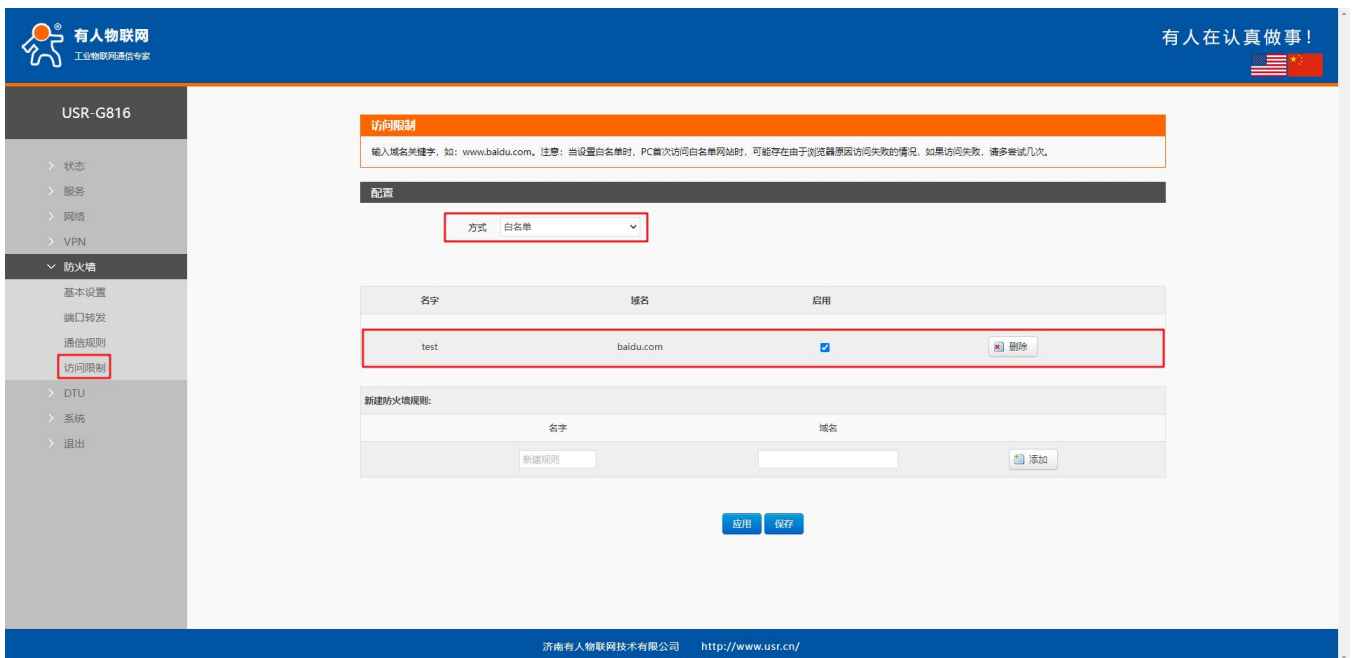 有人物联网
®
工业物联网通信专家
有人在认真做事！
USR-G816
状态
服务
网络
VPN
防火墙
基本设置
端口转发
通信规则
访问限制
DTU
系统
退出
访问限制
输入域名关键字，如：www.baidu.com。注意：当设置白名单时，PC首次访问白名单网站时，可能存在由于浏览器原因访问失败的情况，如果访问失败，请多尝试几次。
配置
方式 白名单
名字 域名 启用
test baidu.com 删除
新建防火墙规则:
名字 域名
新建规则 添加
应用 保存
济南有人物联网技术有限公司 http://www.usr.cn/